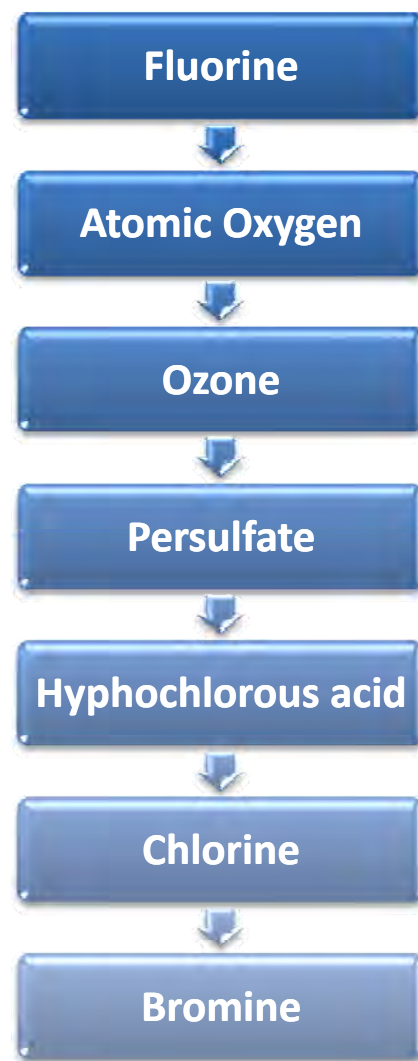 Fluorine
Atomic Oxygen
Ozone
Persulfate
Hyphochlorous acid
Chlorine
Bromine